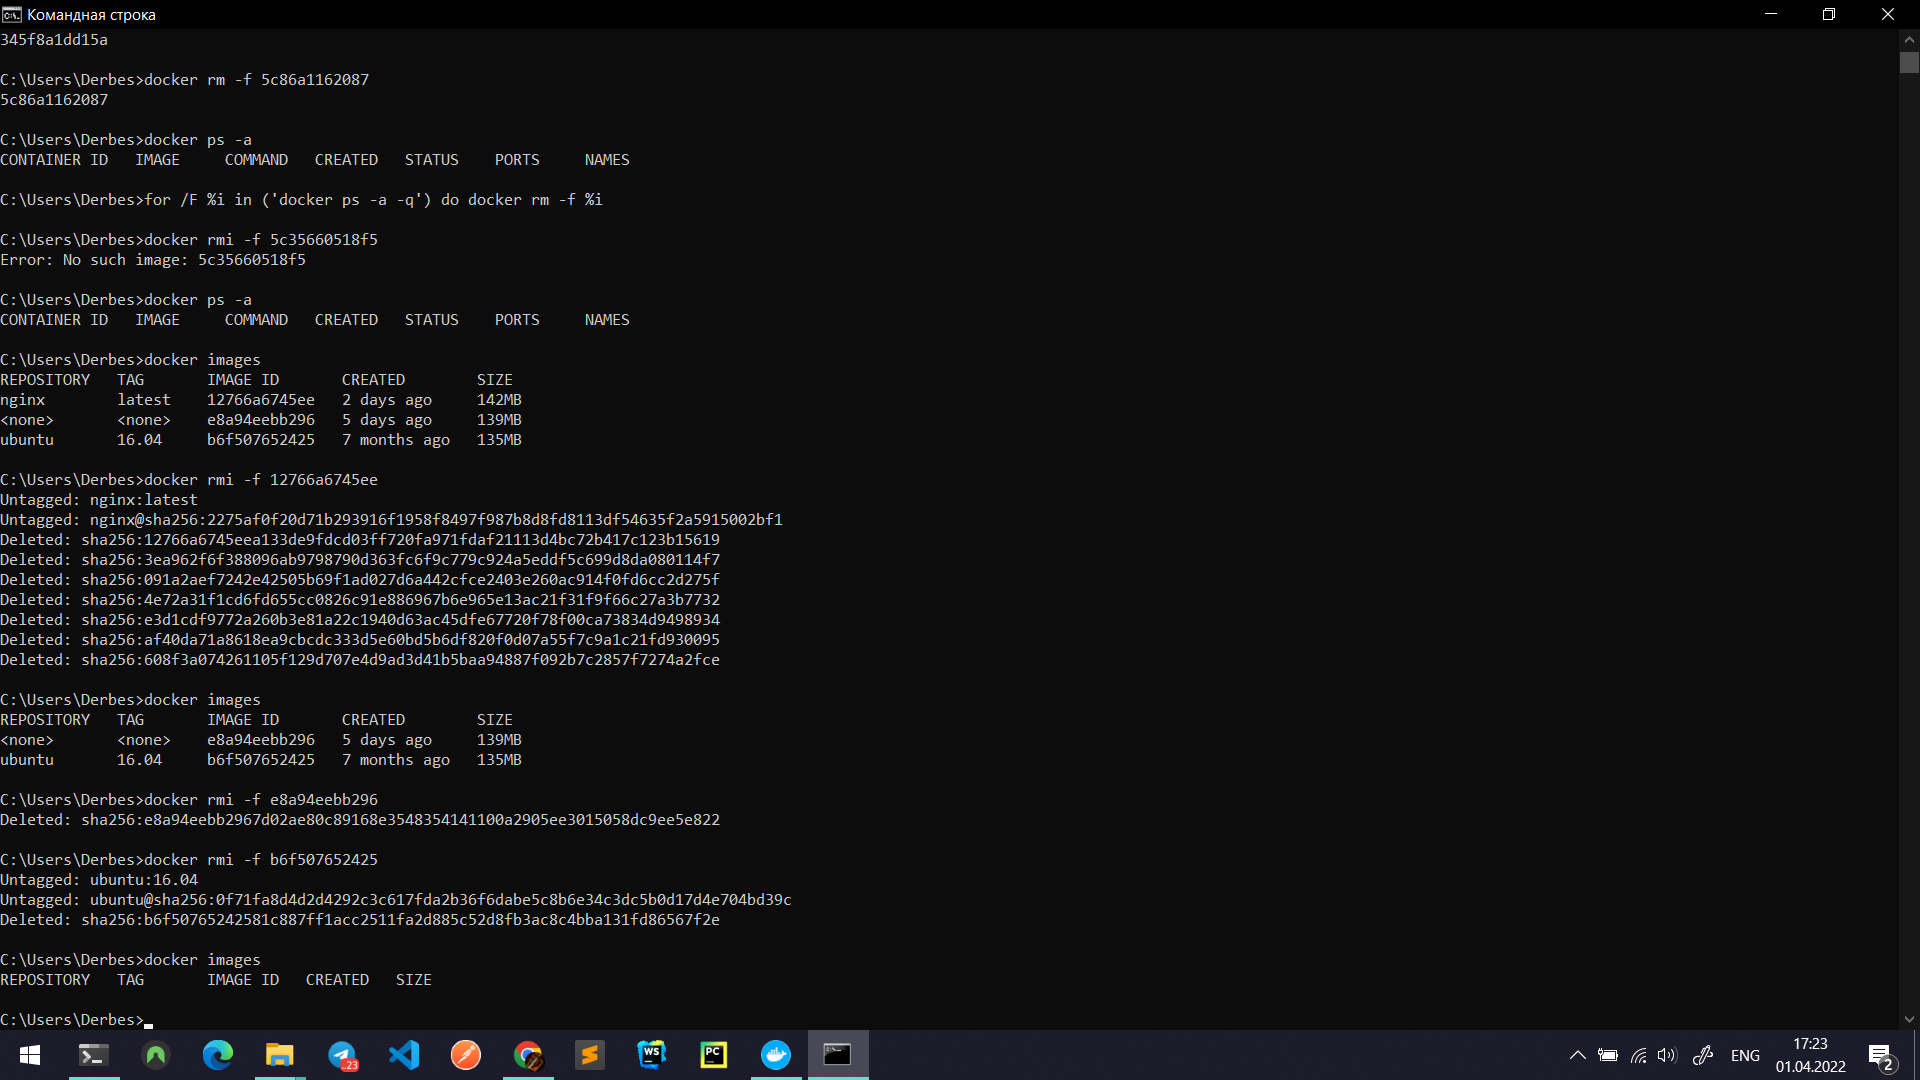 Командная строка
345f8a1dd15a
C:\Users\Derbes>docker rm -f 5c86a1162087
5c86a1162087
C:\Users\Derbes>docker ps -a
CONTAINER ID   IMAGE     COMMAND   CREATED   STATUS    PORTS     NAMES
C:\Users\Derbes>for /F %i in ('docker ps -a -q') do docker rm -f %i
C:\Users\Derbes>docker rmi -f 5c35660518f5
Error: No such image: 5c35660518f5
C:\Users\Derbes>docker ps -a
CONTAINER ID   IMAGE     COMMAND   CREATED   STATUS    PORTS     NAMES
C:\Users\Derbes>docker images
REPOSITORY   TAG       IMAGE ID       CREATED        SIZE
nginx        latest    12766a6745ee   2 days ago     142MB
<none>       <none>    e8a94eebb296   5 days ago     139MB
ubuntu       16.04     b6f507652425   7 months ago   135MB
C:\Users\Derbes>docker rmi -f 12766a6745ee
Untagged: nginx:latest
Untagged: nginx@sha256:2275af0f20d71b293916f1958f8497f987b8d8fd8113df54635f2a5915002bf1
Deleted: sha256:12766a6745eea133de9fdcd03ff720fa971fdaf21113d4bc72b417c123b15619
Deleted: sha256:3ea962f6f388096ab9798790d363fc6f9c779c924a5eddf5c699d8da080114f7
Deleted: sha256:091a2aef7242e42505b69f1ad027d6a442cfce2403e260ac914f0fd6cc2d275f
Deleted: sha256:4e72a31f1cd6fd655cc0826c91e886967b6e965e13ac21f31f9f66c27a3b7732
Deleted: sha256:e3d1cdf9772a260b3e81a22c1940d63ac45dfe67720f78f00ca73834d9498934
Deleted: sha256:af40da71a8618ea9cbcdc333d5e60bd5b6df820f0d07a55f7c9a1c21fd930095
Deleted: sha256:608f3a074261105f129d707e4d9ad3d41b5baa94887f092b7c2857f7274a2fce
C:\Users\Derbes>docker images
REPOSITORY   TAG       IMAGE ID       CREATED        SIZE
<none>       <none>    e8a94eebb296   5 days ago     139MB
ubuntu       16.04     b6f507652425   7 months ago   135MB
C:\Users\Derbes>docker rmi -f e8a94eebb296
Deleted: sha256:e8a94eebb2967d02ae80c89168e3548354141100a2905ee3015058dc9ee5e822
C:\Users\Derbes>docker rmi -f b6f507652425
Untagged: ubuntu:16.04
Untagged: ubuntu@sha256:0f71fa8d4d2d4292c3c617fda2b36f6dabe5c8b6e34c3dc5b0d17d4e704bd39c
Deleted: sha256:b6f50765242581c887ff1acc2511fa2d885c52d8fb3ac8c4bba131fd86567f2e
C:\Users\Derbes>docker images
REPOSITORY   TAG       IMAGE ID   CREATED   SIZE
C:\Users\Derbes>
..23
WS
PC
ENG
17:23
01.04.2022
2